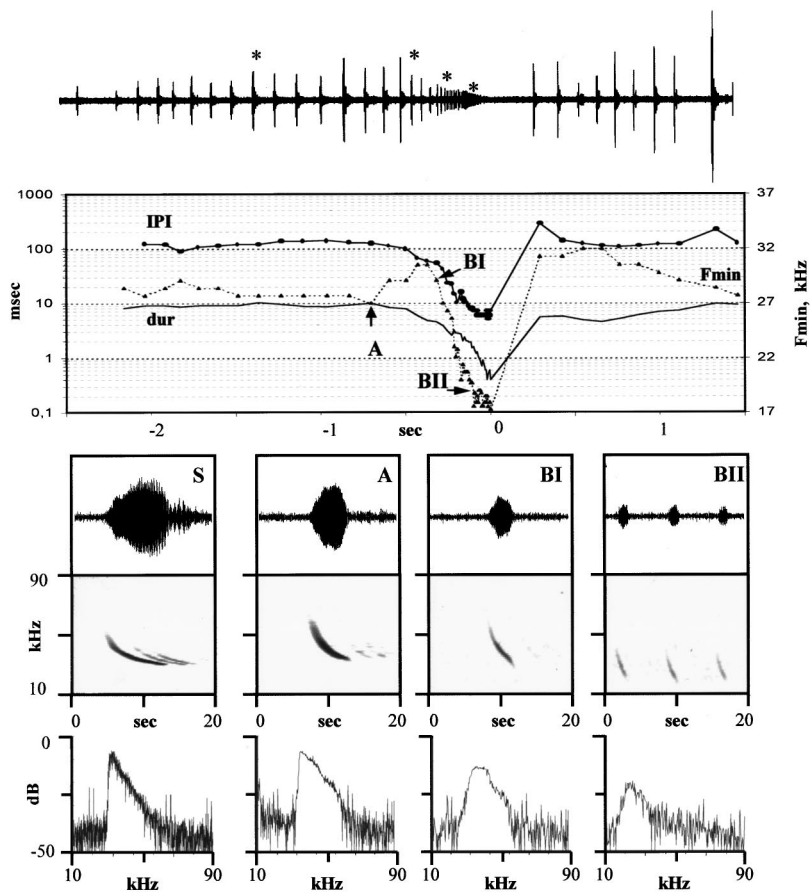 * * * *
1000 37
IPI
100 32
BI
msec 10 27 Fmin, kHz
Fmin
dur
A
1 22
BII
0,1 17
-2 -1 sec 0 1
S A BI BII
90
kHz
10
0 sec 20 0 sec 20 0 sec 20 0 sec 20
0
dB
-50
10 90 10 90 10 90 10 90
kHz kHz kHz kHz